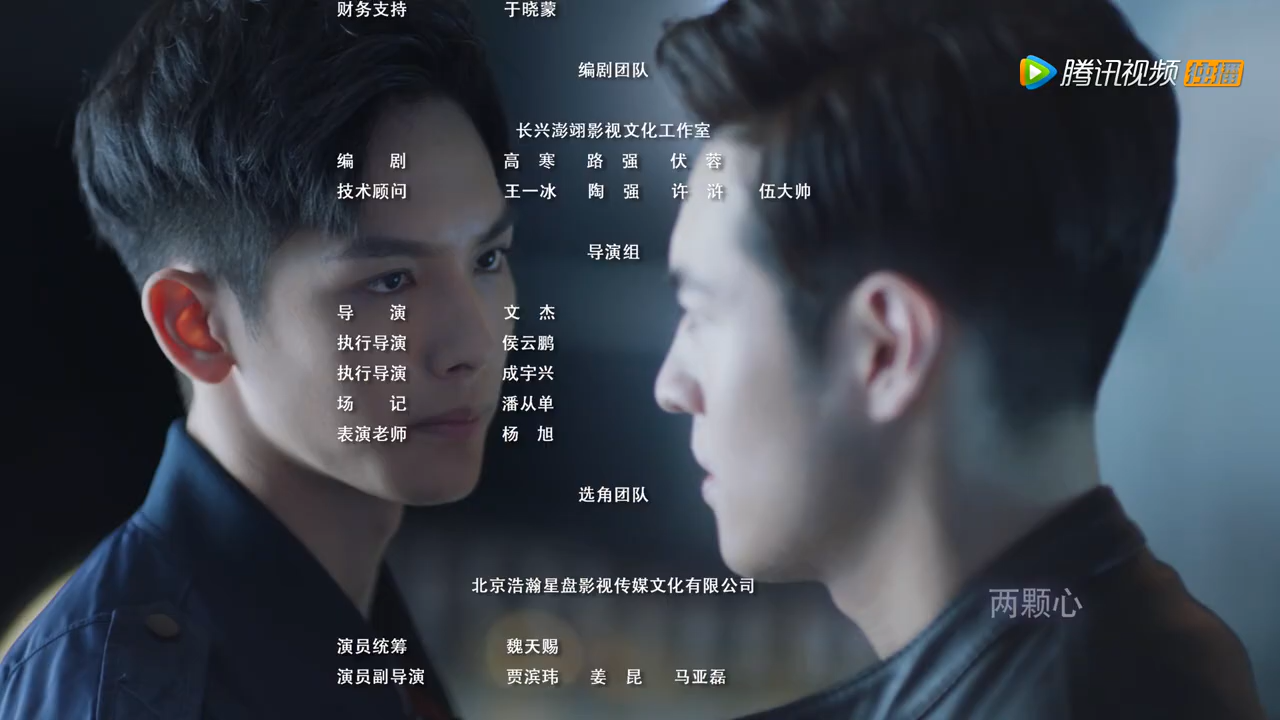 财务支持 于晓蒙
腾讯视频 独播
编剧团队
长兴澎翊影视文化工作室
编 剧 高 寒 路 强 伏 蓉
技术顾问 王一冰 陶 强 许 浒 伍大帅
导演组
导 演 文 杰
执行导演 侯云鹏
执行导演 成宇兴
场 记 潘从单
表演老师 杨 旭
选角团队
北京浩瀚星盘影视传媒文化有限公司
两颗心
演员统筹 魏天赐
演员副导演 贾滨玮 姜 昆 马亚磊